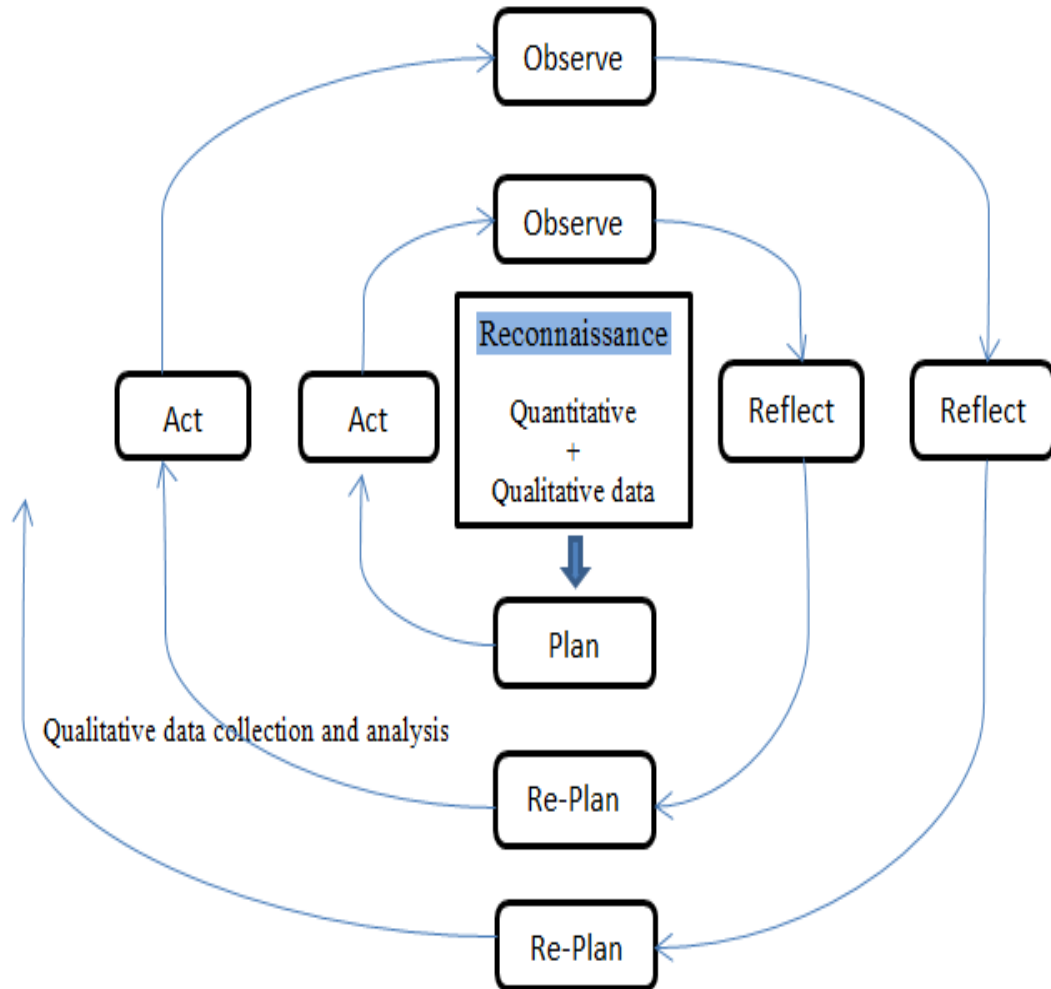 Observe
Observe
Reconnaissance
Quantitative
+
Qualitative data
Act
Act
Reflect
Reflect
Plan
Qualitative data collection and analysis
Re-Plan
Re-Plan